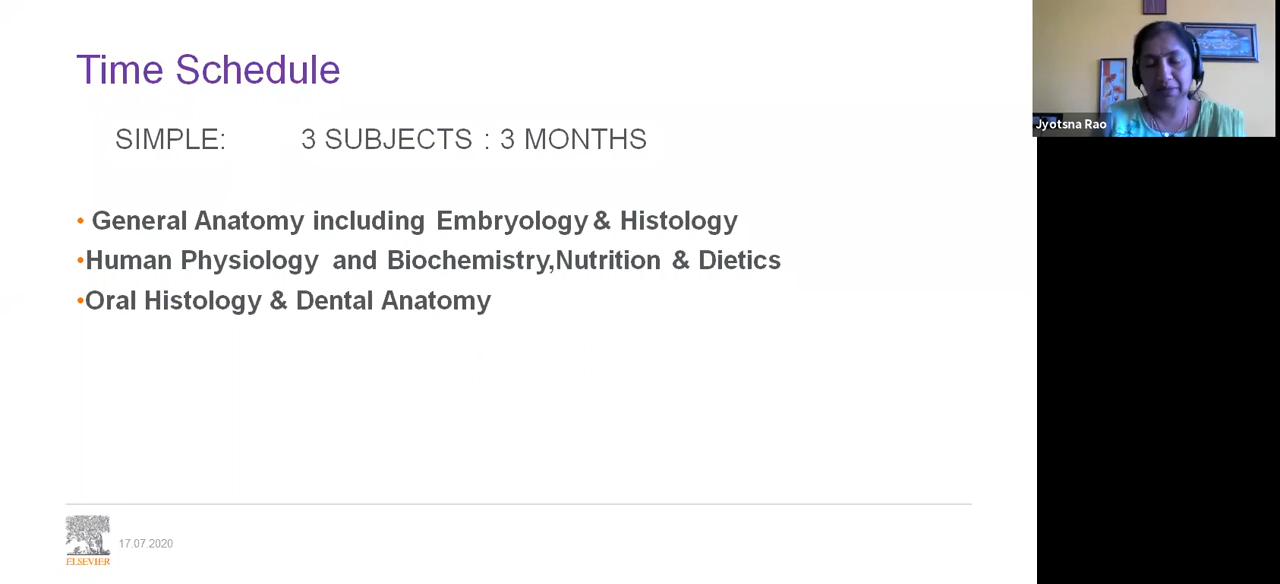 Time Schedule
SIMPLE: 3 SUBJECTS : 3 MONTHS
• General Anatomy including Embryology & Histology
•Human Physiology and Biochemistry,Nutrition & Dietics
•Oral Histology & Dental Anatomy
ELSEVIER
17.07.2020
Jyotsna Rao